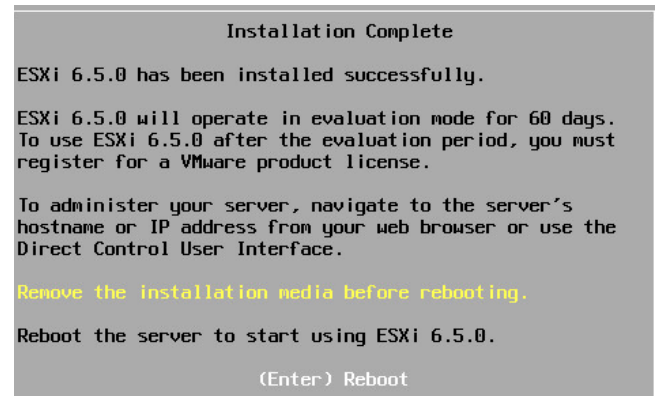 Installation Complete
ESXi 6.5.0 has been installed successfully.
ESXi 6.5.0 will operate in evaluation mode for 60 days.
To use ESXi 6.5.0 after the evaluation period, you must
register for a VMware product license.
To administer your server, navigate to the server's
hostname or IP address from your web browser or use the
Direct Control User Interface.
Remove the installation media before rebooting.
Reboot the server to start using ESXi 6.5.0.
(Enter) Reboot